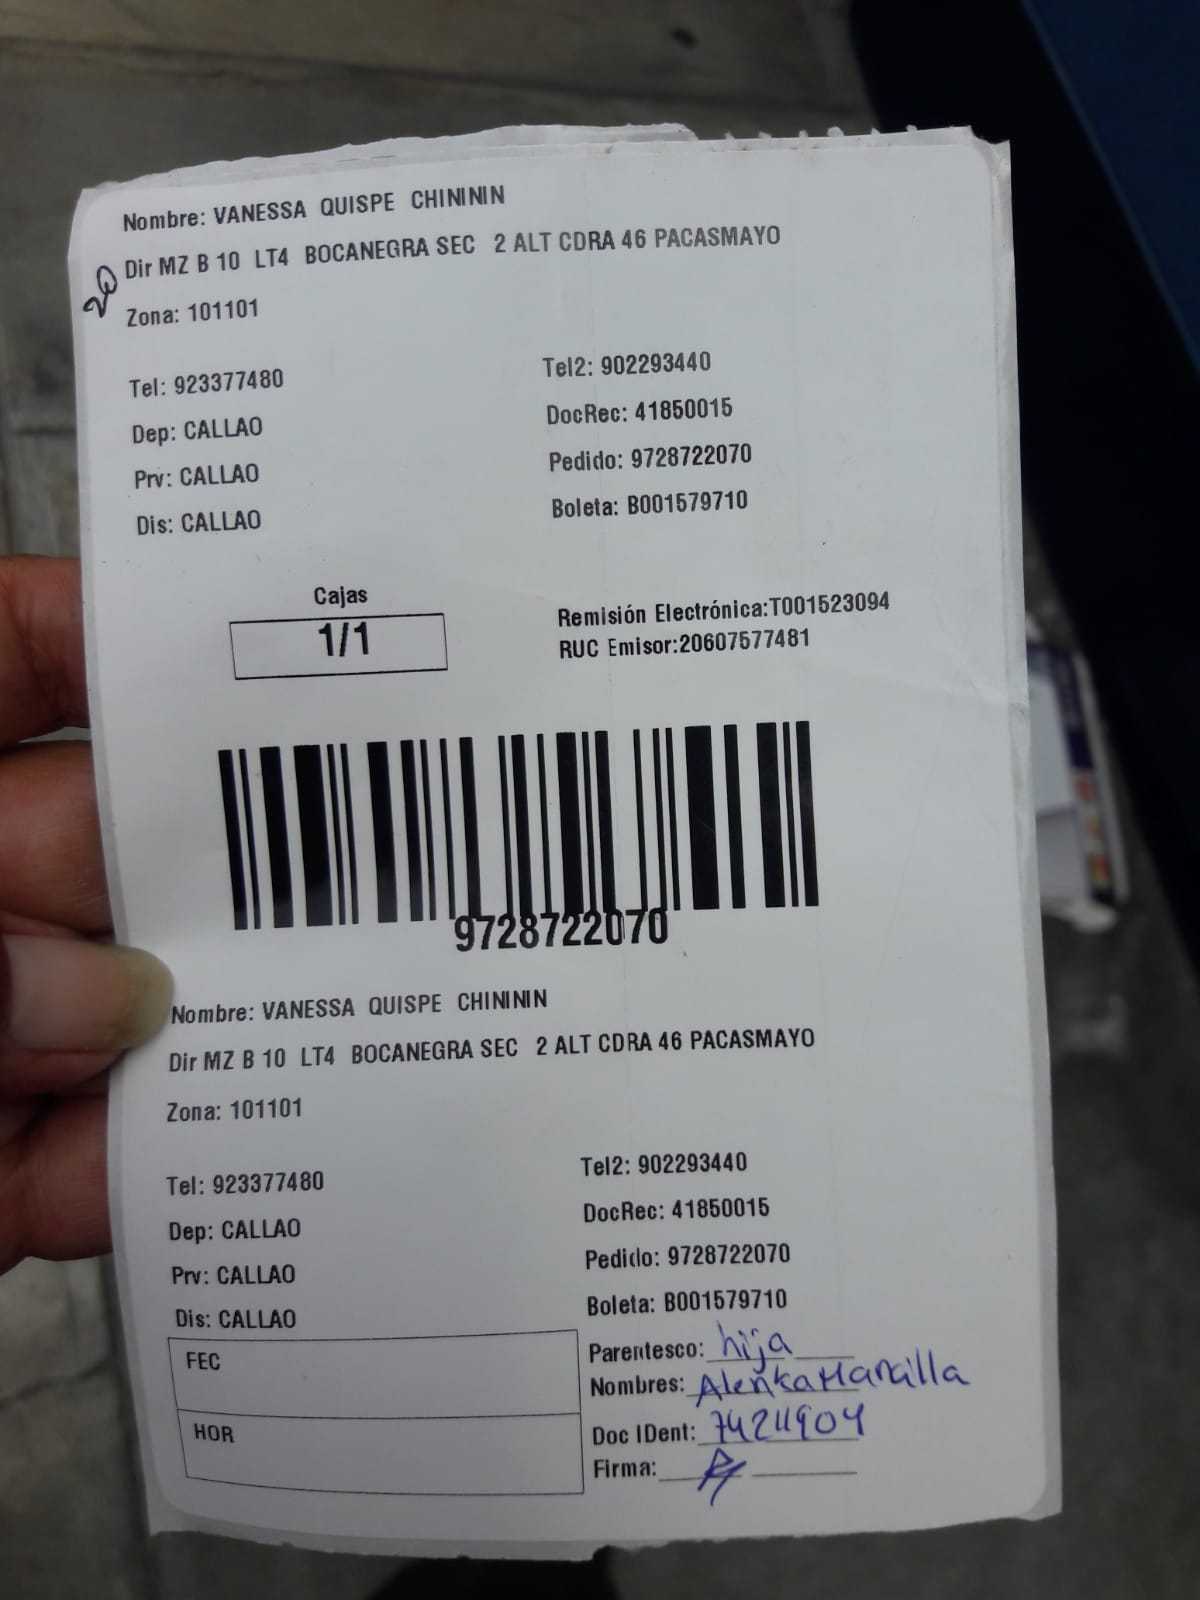 Nombre: VANESSA QUISPE CHINININ
Dir MZ B 10 LT4 BOCANEGRA SEC 2 ALT CDRA 46 PACASMAYO
20
Zona: 101101
Tel: 923377480 Tel2: 902293440
Dep: CALLAO DocRec: 41850015
Prv: CALLAO Pedido: 9728722070
Dis: CALLAO Boleta: B001579710
Cajas
1/1
Remisión Electrónica:T001523094
RUC Emisor:20607577481
9728722070
Nombre: VANESSA QUISPE CHINININ
Dir MZ B 10 LT4 BOCANEGRA SEC 2 ALT CDRA 46 PACASMAYO
Zona: 101101
Tel: 923377480 Tel2: 902293440
Dep: CALLAO DocRec: 41850015
Prv: CALLAO Pedido: 9728722070
Dis: CALLAO Boleta: B001579710
FEC
HOR
Parentesco: hija
Nombres: Alenka
Doc IDent: 74211904
Firma: